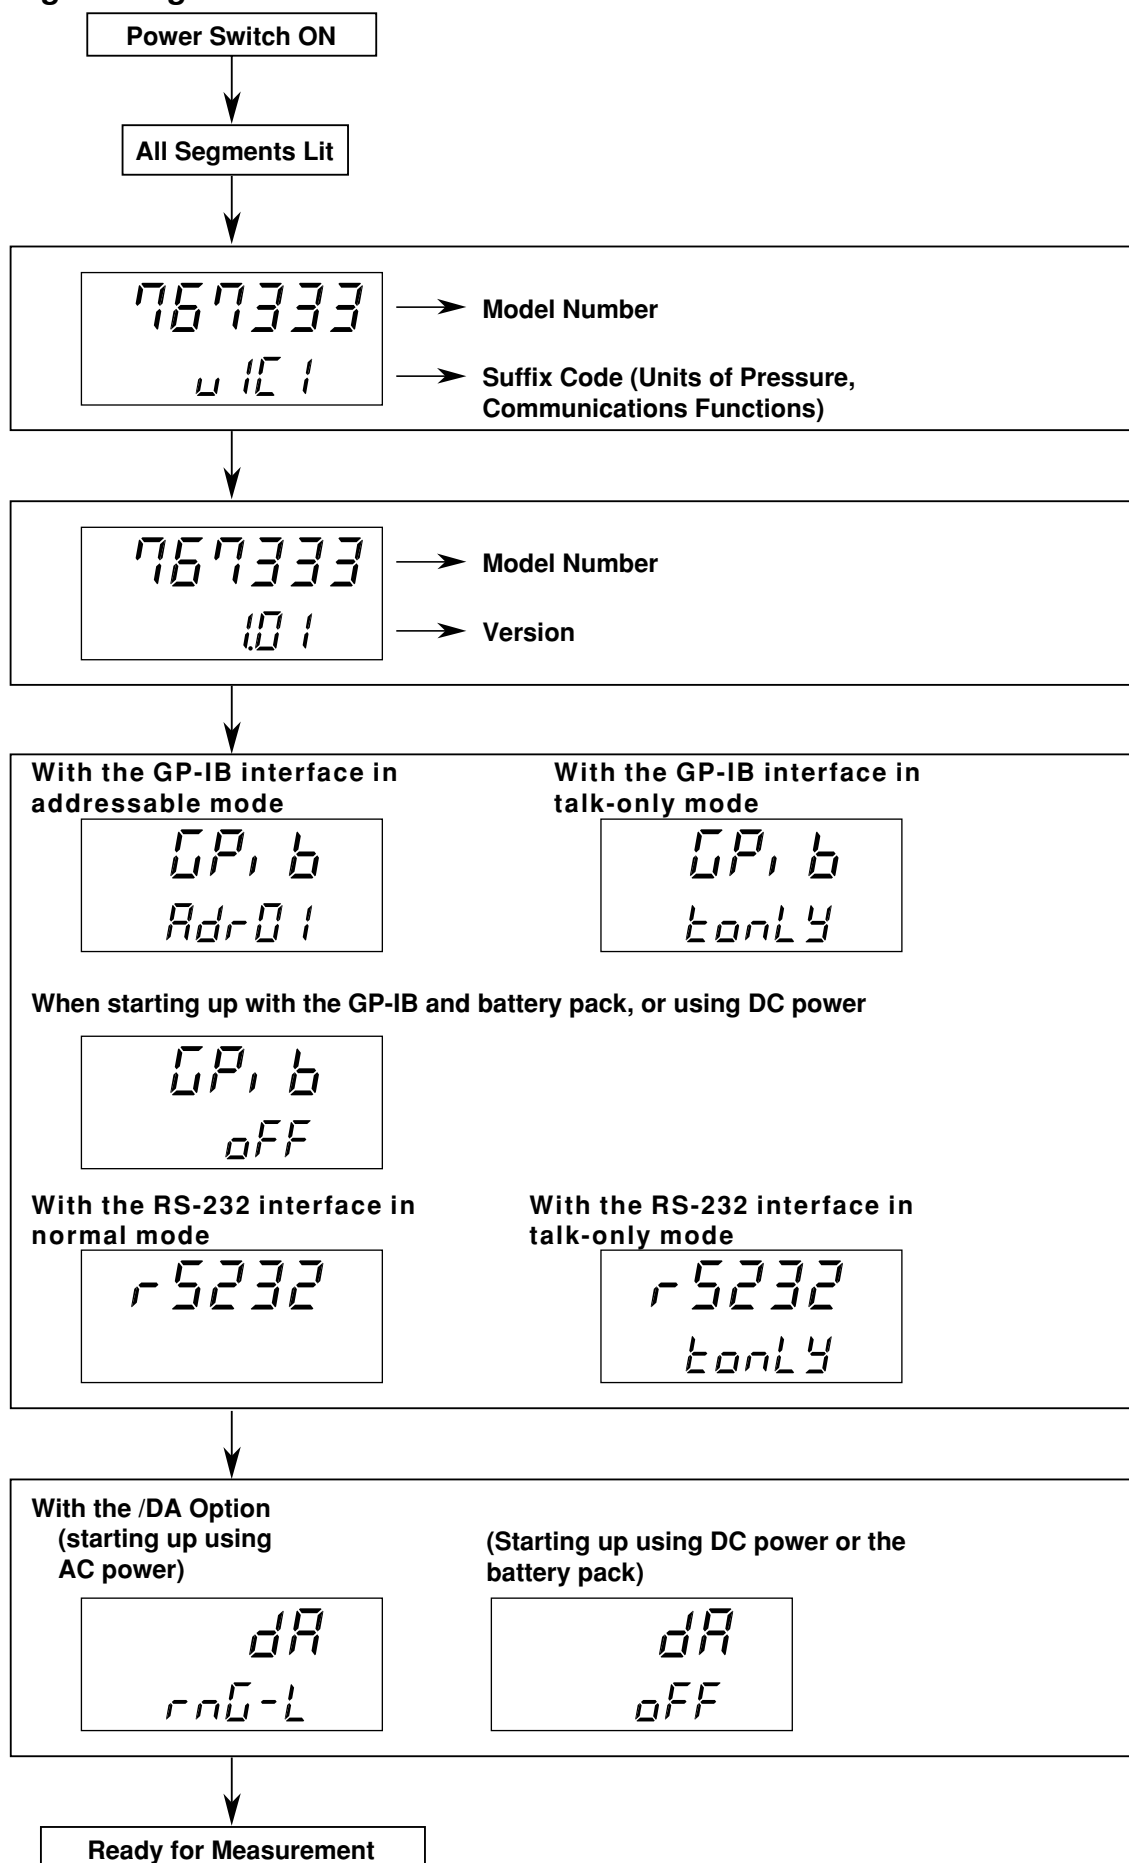 Power Switch ON
All Segments Lit
767333
Model Number
u1C1
Suffix Code (Units of Pressure,
Communications Functions)
767333
Model Number
1.01
Version
With the GP-IB interface in
addressable mode
GPib
Adr01
With the GP-IB interface in
talk-only mode
GPib
tonLY
When starting up with the GP-IB and battery pack, or using DC power
GPib
oFF
With the RS-232 interface in
normal mode
rS232
With the RS-232 interface in
talk-only mode
rS232
tonLY
With the /DA Option
(starting up using
AC power)
dA
rnG-L
(Starting up using DC power or the
battery pack)
dA
oFF
Ready for Measurement